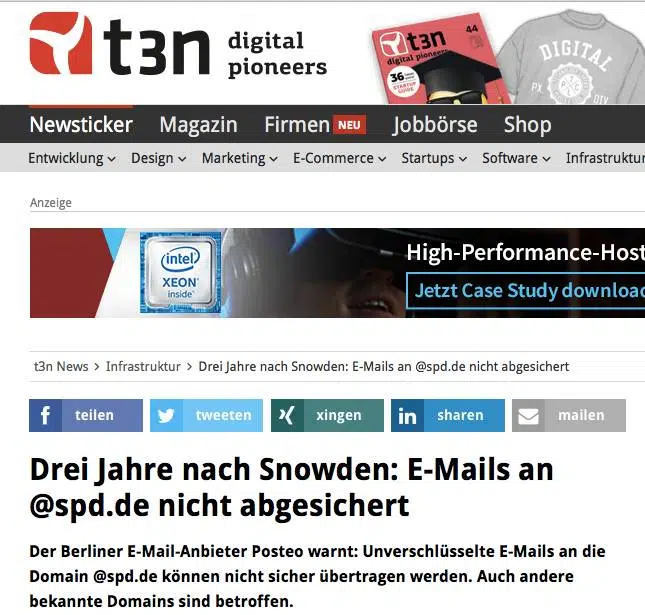 t3n digital
pioneers
t3n
44
digital pioneers
36
STARTUP
GUIDE
DIGITAL
Newsticker Magazin Firmen NEU Jobbörse Shop
Entwicklung Design Marketing E-Commerce Startups Software Infrastruktur
Anzeige
High-Performance-Host
intel
XEON®
inside™
Jetzt Case Study download
t3n News > Infrastruktur > Drei Jahre nach Snowden: E-Mails an @spd.de nicht abgesichert
teilen tweeten xingen sharen mailen
Drei Jahre nach Snowden: E-Mails an
@spd.de nicht abgesichert
Der Berliner E-Mail-Anbieter Posteo warnt: Unverschlüsselte E-Mails an die
Domain @spd.de können nicht sicher übertragen werden. Auch andere
bekannte Domains sind betroffen.